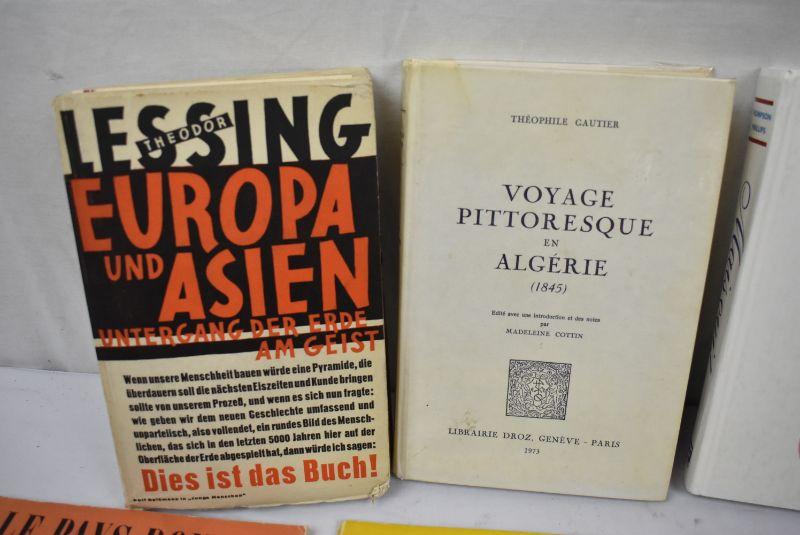 LESSING
THEODOR
EUROPA
UND ASIEN
UNTERGANG DER ERDE
AM GEIST
Wenn unsere Menschheit bauen würde eine Pyramide, die
überdauern soll die nächsten Eiszeiten und Kunde bringen
sollte von unserem Prozeß, und wenn es sich nun fragte:
wie geben wir dem neuen Geschlechte umfassend und
unparteiisch, also vollendet, ein rundes Bild des Mensch-
lichen, das sich in den letzten 5000 Jahren hier auf der
Oberfläche der Erde abgespielt hat, dann würde ich sagen:
Dies ist das Buch!
in „Junge Menschen“
THÉOPHILE GAUTIER
VOYAGE
PITTORESQUE
EN
ALGÉRIE
(1845)
Edité avec une introduction et des notes
par
MADELEINE COTTIN
LIBRAIRIE DROZ, GENÈVE - PARIS
1973
LE PAYS